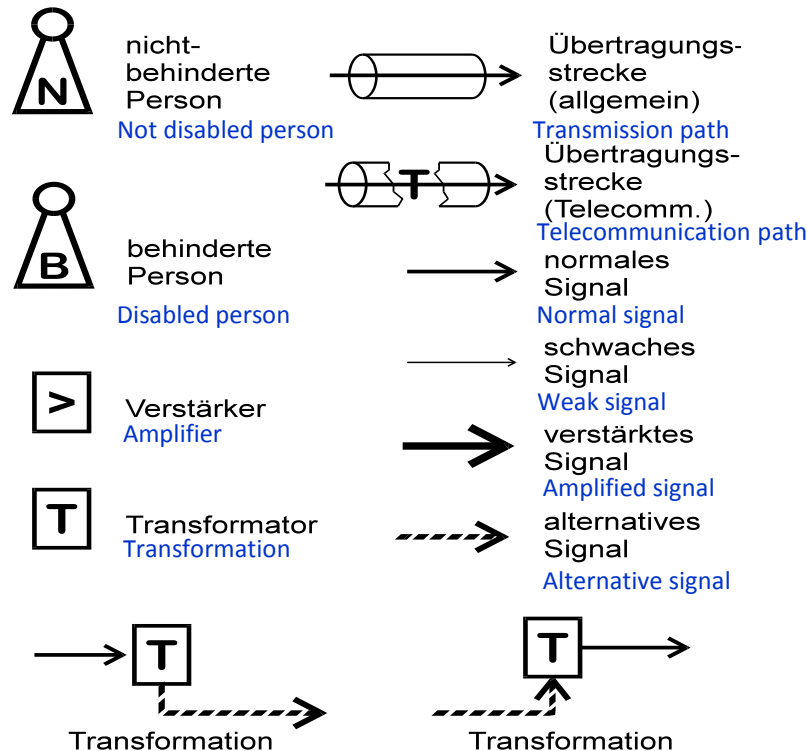 N
nicht-
behinderte
Person
Not disabled person
Übertragungs-
strecke
(allgemein)
Transmission path
T
Übertragungs-
strecke
(Telecomm.)
Telecommunication path
B
behinderte
Person
Disabled person
normales
Signal
Normal signal
schwaches
Signal
Weak signal
>
Verstärker
Amplifier
verstärktes
Signal
Amplified signal
T
Transformator
Transformation
alternatives
Signal
Alternative signal
T
Transformation
T
Transformation